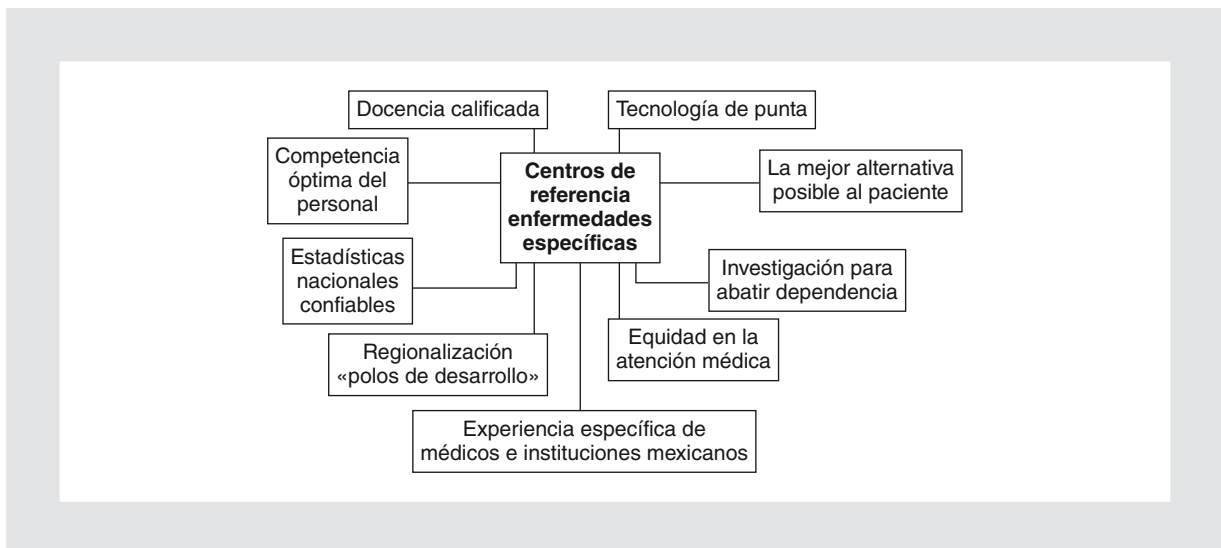 Docencia calificada
Tecnología de punta
Competencia
óptima del
personal
Centros de
referencia
enfermedades
específicas
La mejor alternativa
posible al paciente
Estadísticas
nacionales
confiables
Investigación para
abatir dependencia
Regionalización
«polos de desarrollo»
Equidad en la
atención médica
Experiencia específica de
médicos e instituciones mexicanos